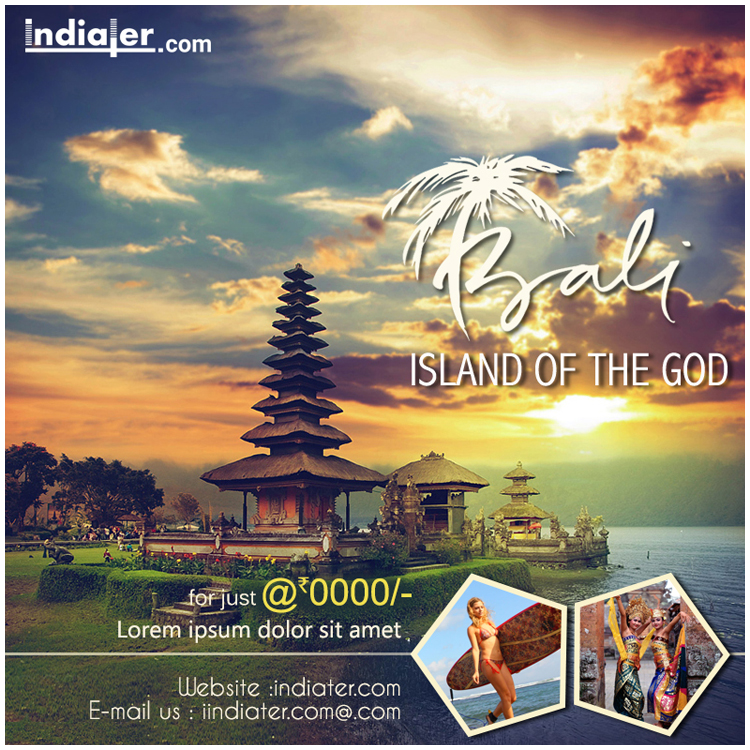 Indiater.com
Bali
ISLAND OF THE GOD
for just @₹0000/-
Lorem ipsum dolor sit amet
Website :indiater.com
E-mail us : iindiater.com@.com